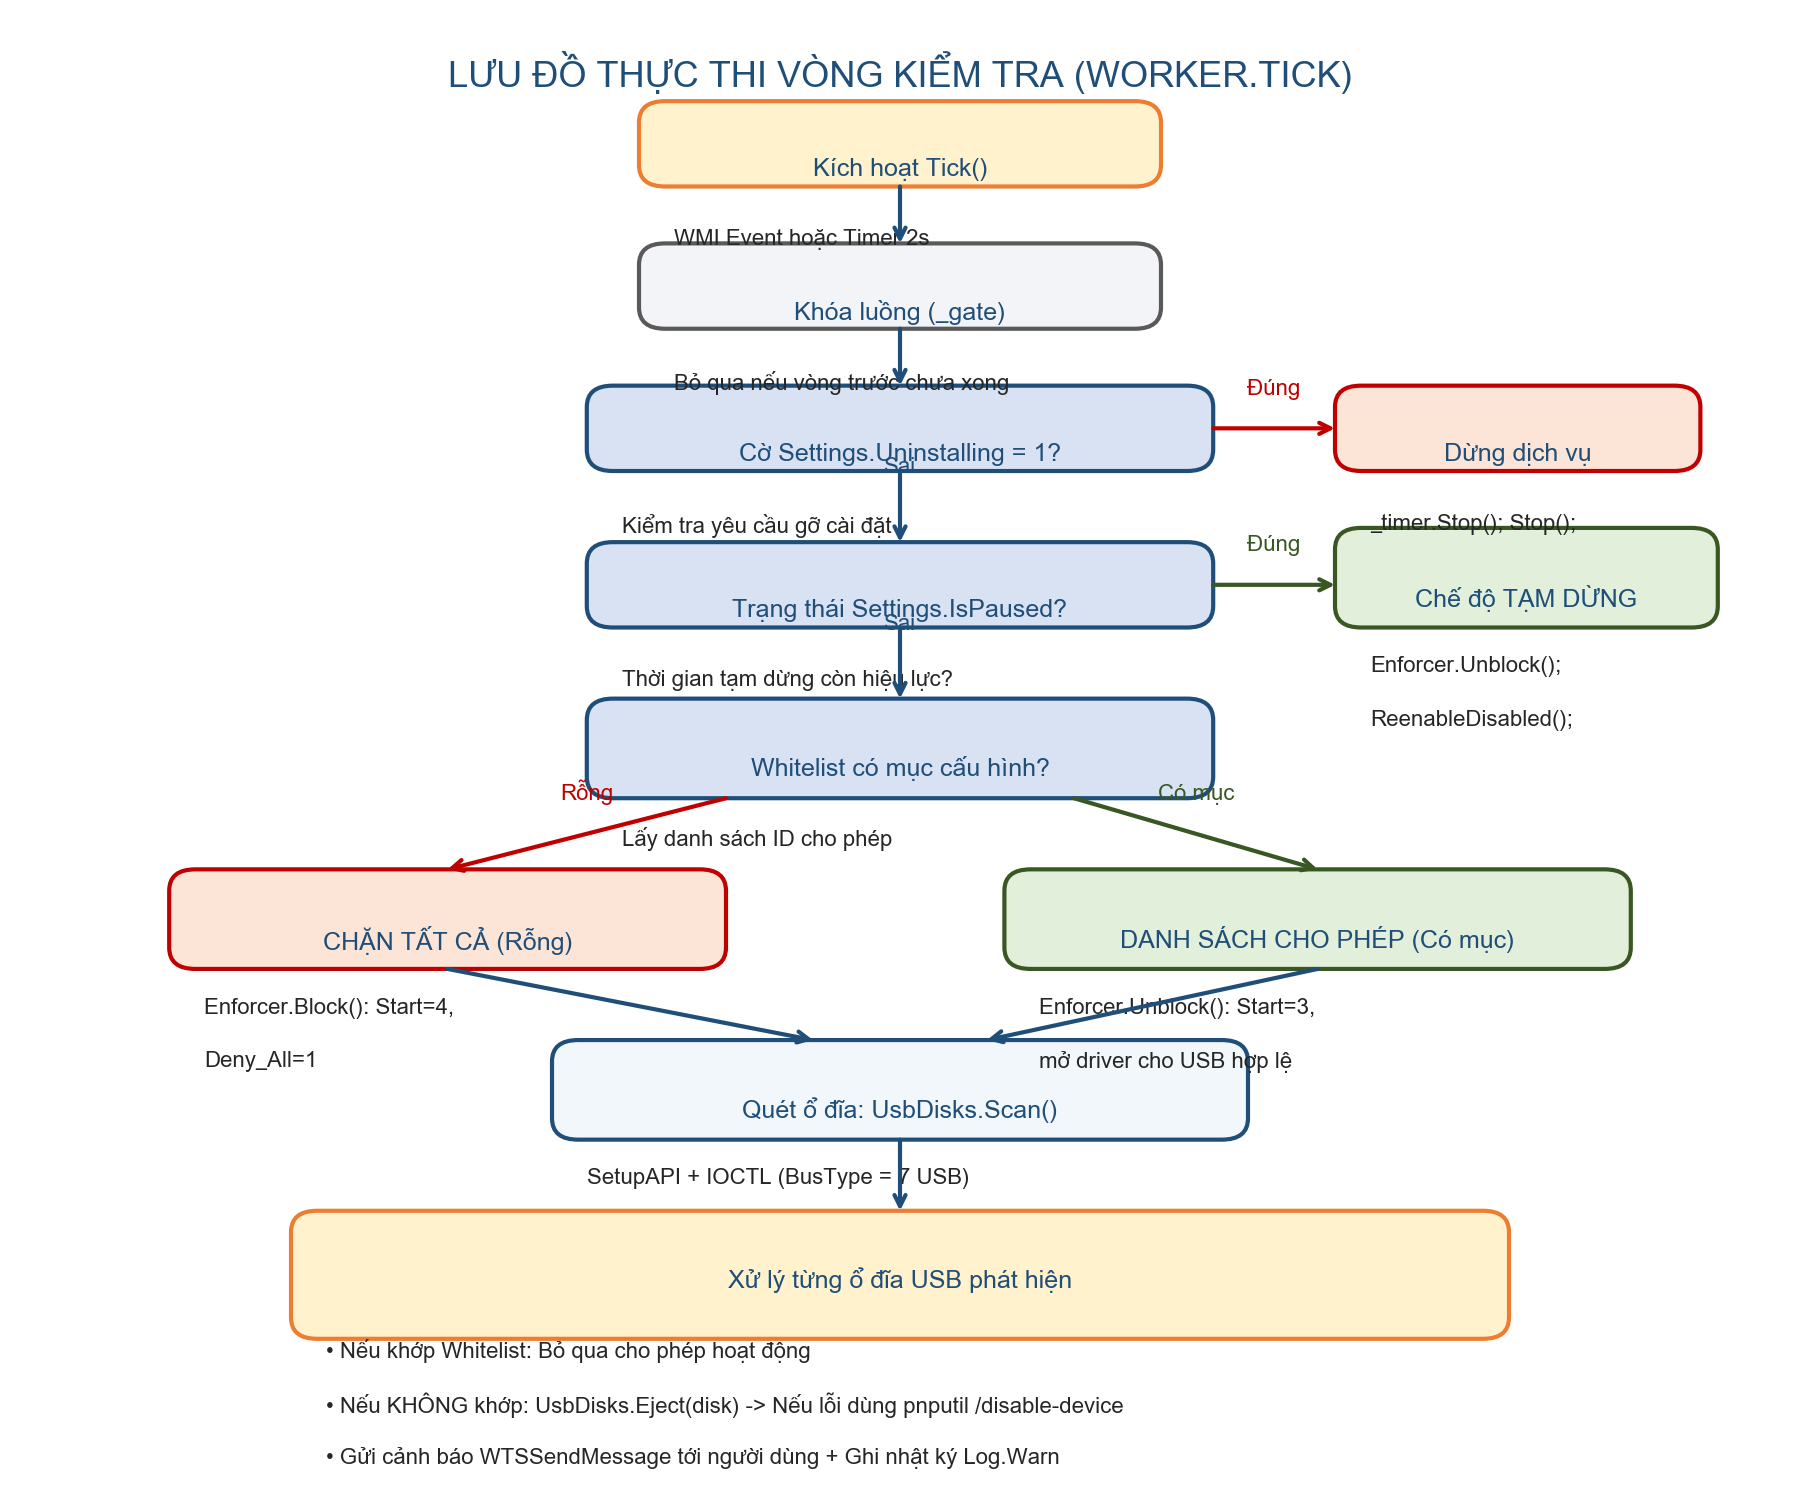 LƯU ĐỒ THỰC THI VÒNG KIỂM TRA (WORKER.TICK)
Kích hoạt Tick()
WMI Event hoặc Timer 2s
Khóa luồng (_gate)
Bỏ qua nếu vòng trước chưa xong
Cờ Settings.Uninstalling = 1?
Đúng
Dừng dịch vụ
Sai
Kiểm tra yêu cầu gỡ cài đặt
_timer.Stop(); Stop();
Trạng thái Settings.IsPaused?
Đúng
Chế độ TẠM DỪNG
Sai
Thời gian tạm dừng còn hiệu lực?
Enforcer.Unblock();
ReenableDisabled();
Whitelist có mục cấu hình?
Rỗng
Có mục
Lấy danh sách ID cho phép
CHẶN TẤT CẢ (Rỗng)
DANH SÁCH CHO PHÉP (Có mục)
Enforcer.Block(): Start=4,
Deny_All=1
Enforcer.Unblock(): Start=3,
mở driver cho USB hợp lệ
Quét ổ đĩa: UsbDisks.Scan()
SetupAPI + IOCTL (BusType = 7 USB)
Xử lý từng ổ đĩa USB phát hiện
• Nếu khớp Whitelist: Bỏ qua cho phép hoạt động
• Nếu KHÔNG khớp: UsbDisks.Eject(disk) -> Nếu lỗi dùng pnputil /disable-device
• Gửi cảnh báo WTSSendMessage tới người dùng + Ghi nhật ký Log.Warn